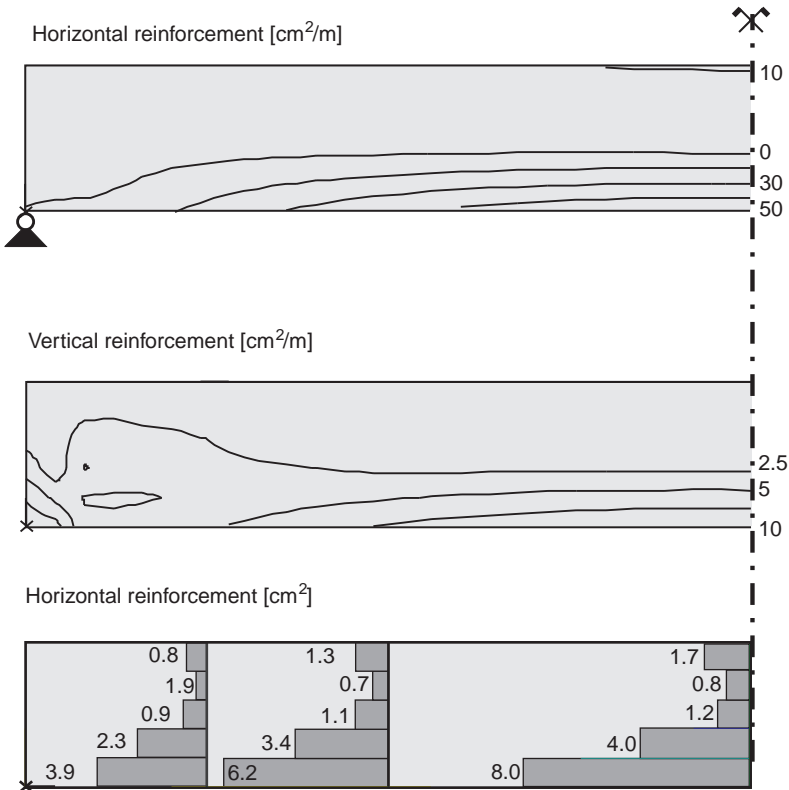 Horizontal reinforcement [cm²/m]
10
0
30
50
Vertical reinforcement [cm²/m]
2.5
5
10
Horizontal reinforcement [cm²]
0.8 1.3 1.7
1.9 0.7 0.8
0.9 1.1 1.2
2.3 3.4 4.0
3.9 6.2 8.0